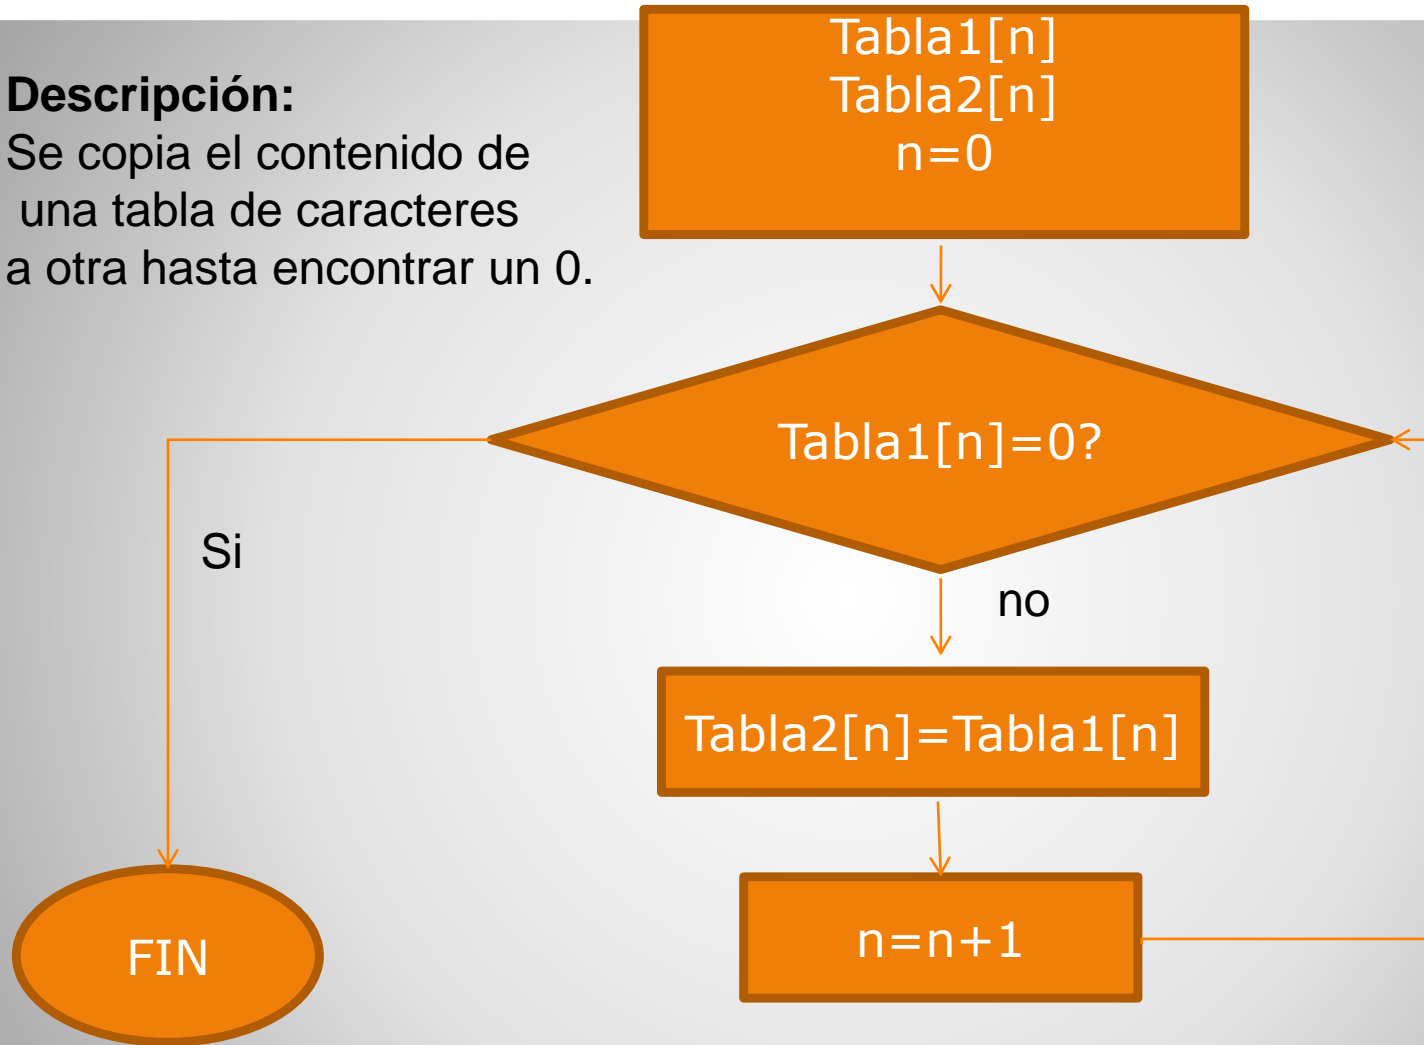 Descripción:
Se copia el contenido de
una tabla de caracteres
a otra hasta encontrar un 0.
Tabla1[n]
Tabla2[n]
n=0
Tabla1[n]=0?
Si
no
Tabla2[n]=Tabla1[n]
n=n+1
FIN